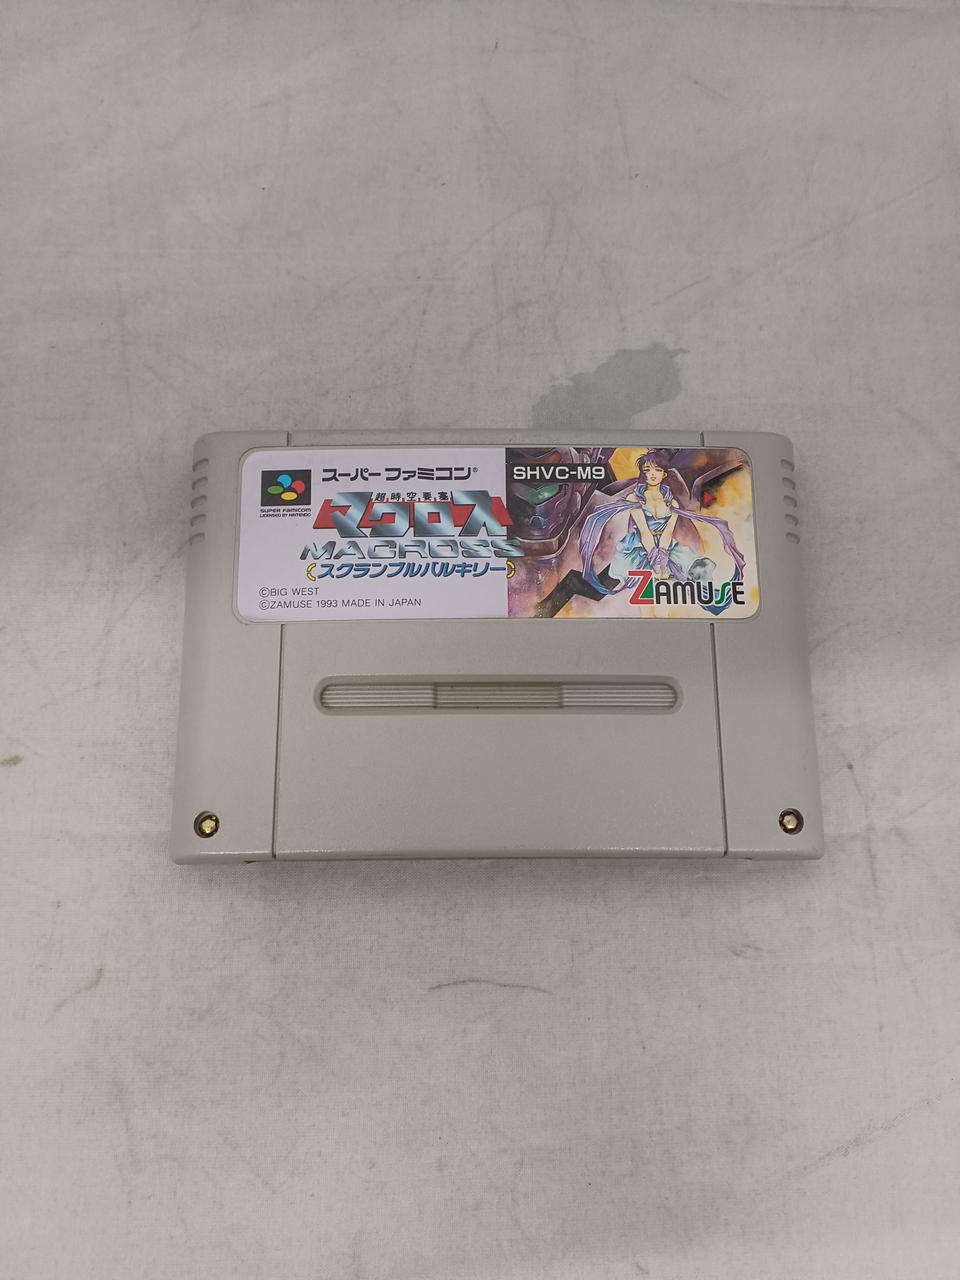 スーパーファミコン®
SHVC-M9
SUPER FAMICOM
LICENSED BY NINTENDO
超時空要塞
マクロス
MACROSS
スクランブルバルキリー
©BIG WEST
©ZAMUSE 1993 MADE IN JAPAN
ZAMUSE